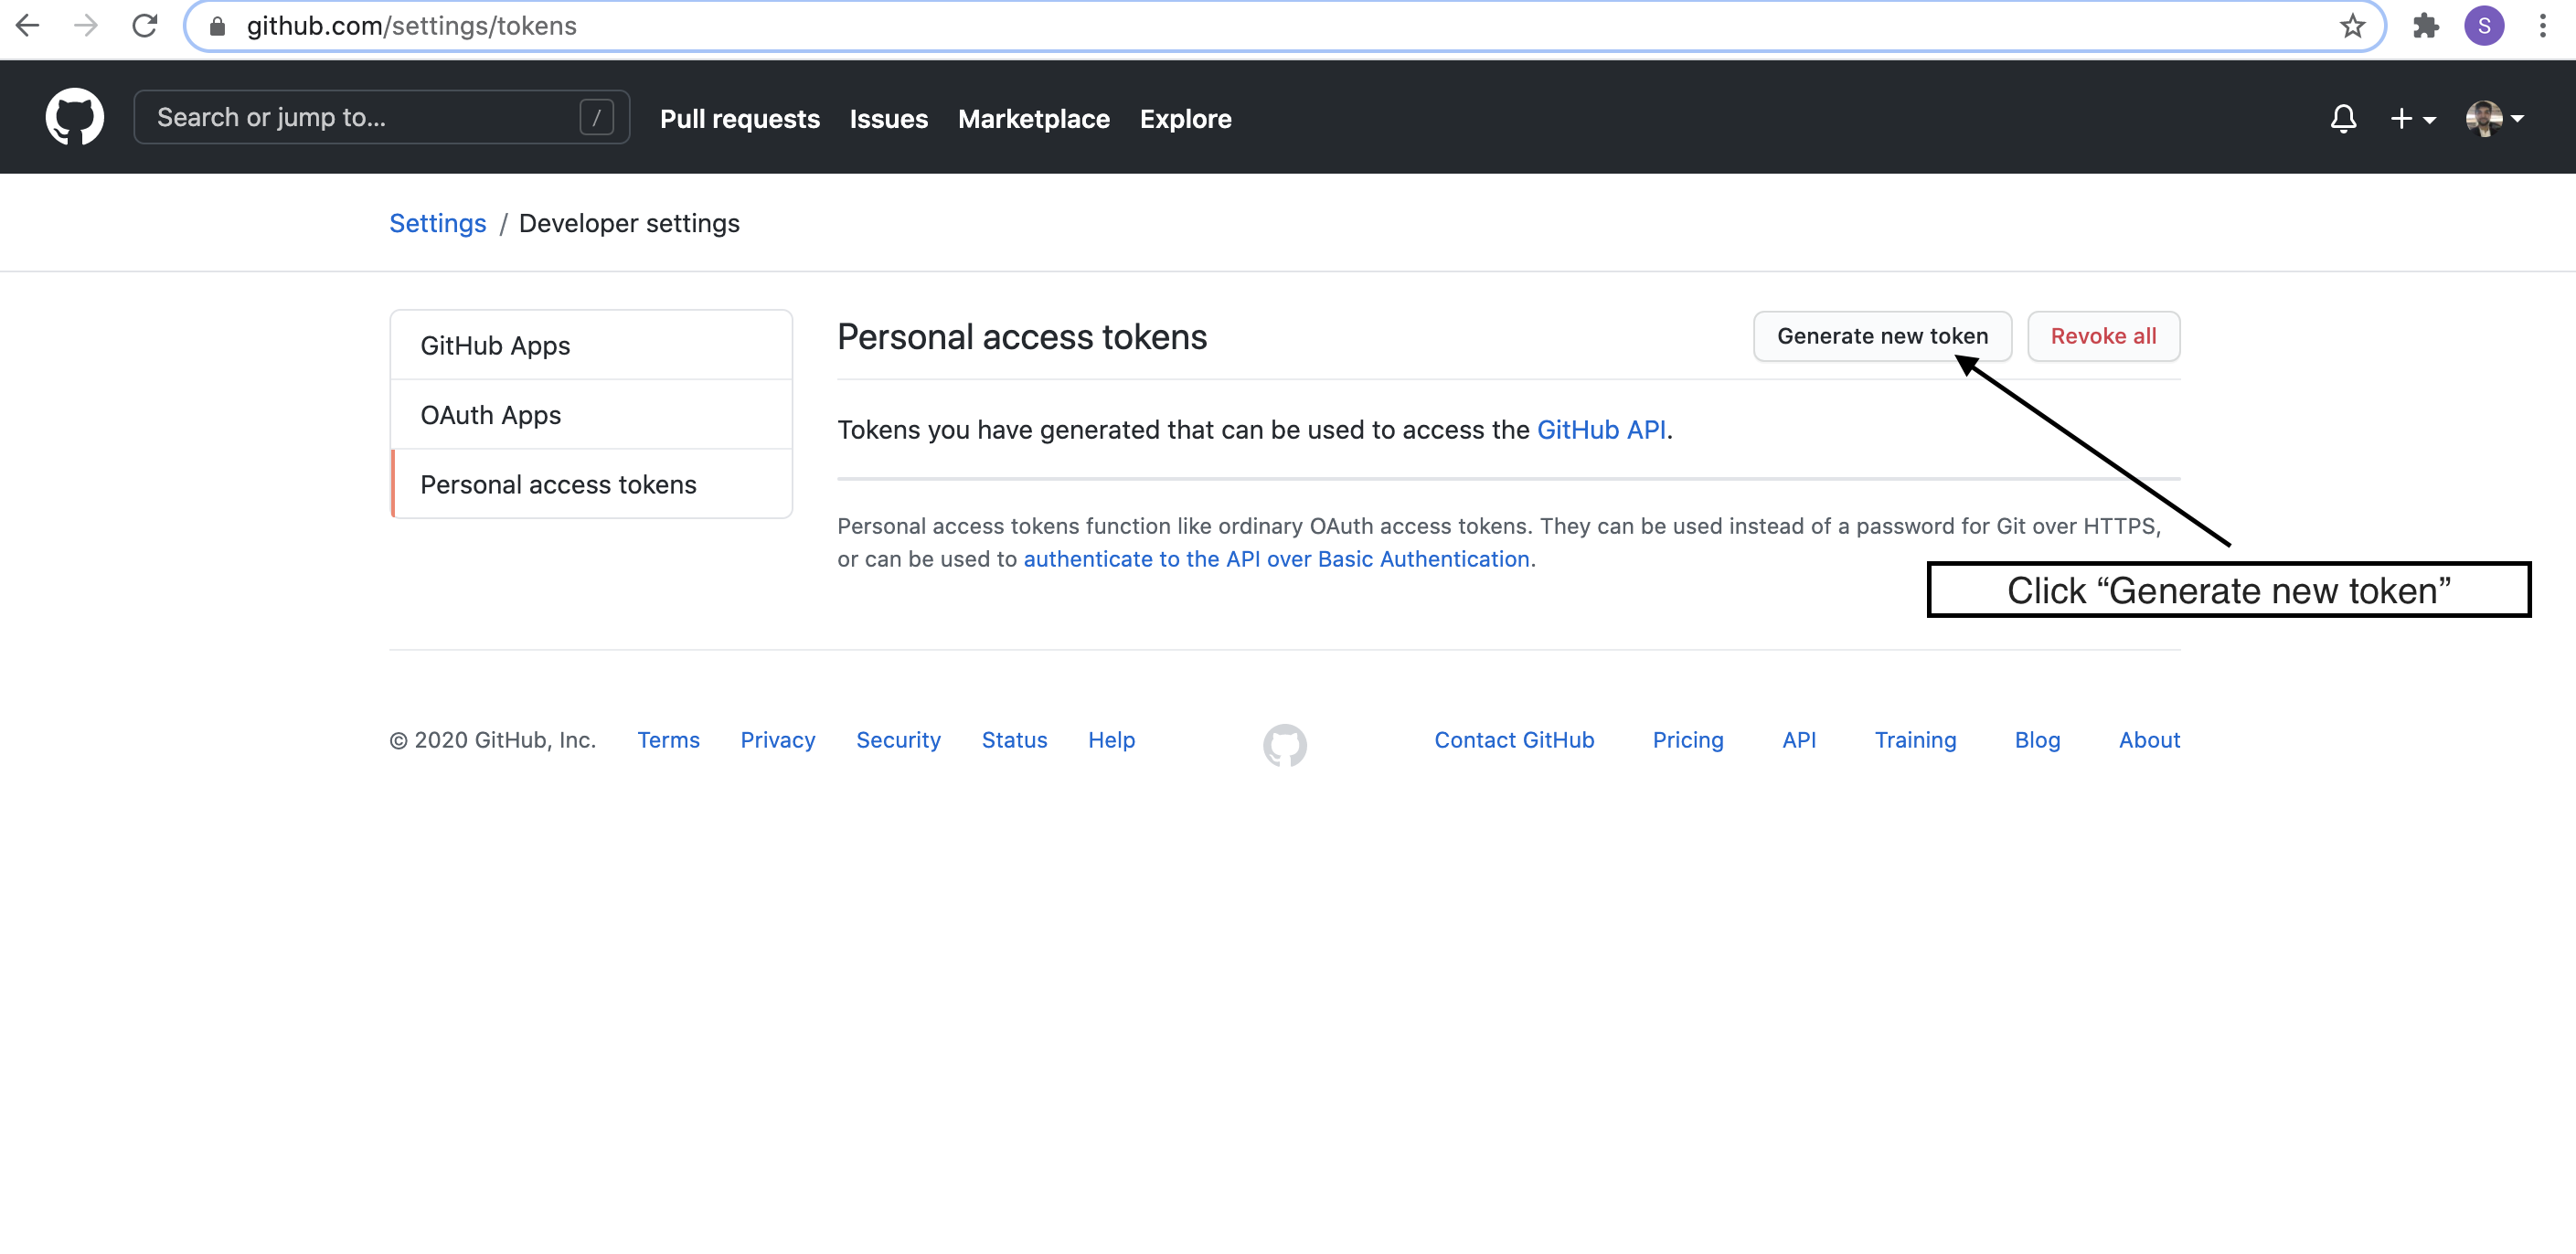 github.com/settings/tokens
S
Search or jump to...
/
Pull requests
Issues
Marketplace
Explore
Settings / Developer settings
GitHub Apps
OAuth Apps
Personal access tokens
Personal access tokens
Generate new token
Revoke all
Tokens you have generated that can be used to access the GitHub API.
Personal access tokens function like ordinary OAuth access tokens. They can be used instead of a password for Git over HTTPS,
or can be used to authenticate to the API over Basic Authentication.
Click “Generate new token”
© 2020 GitHub, Inc.
Terms
Privacy
Security
Status
Help
Contact GitHub
Pricing
API
Training
Blog
About